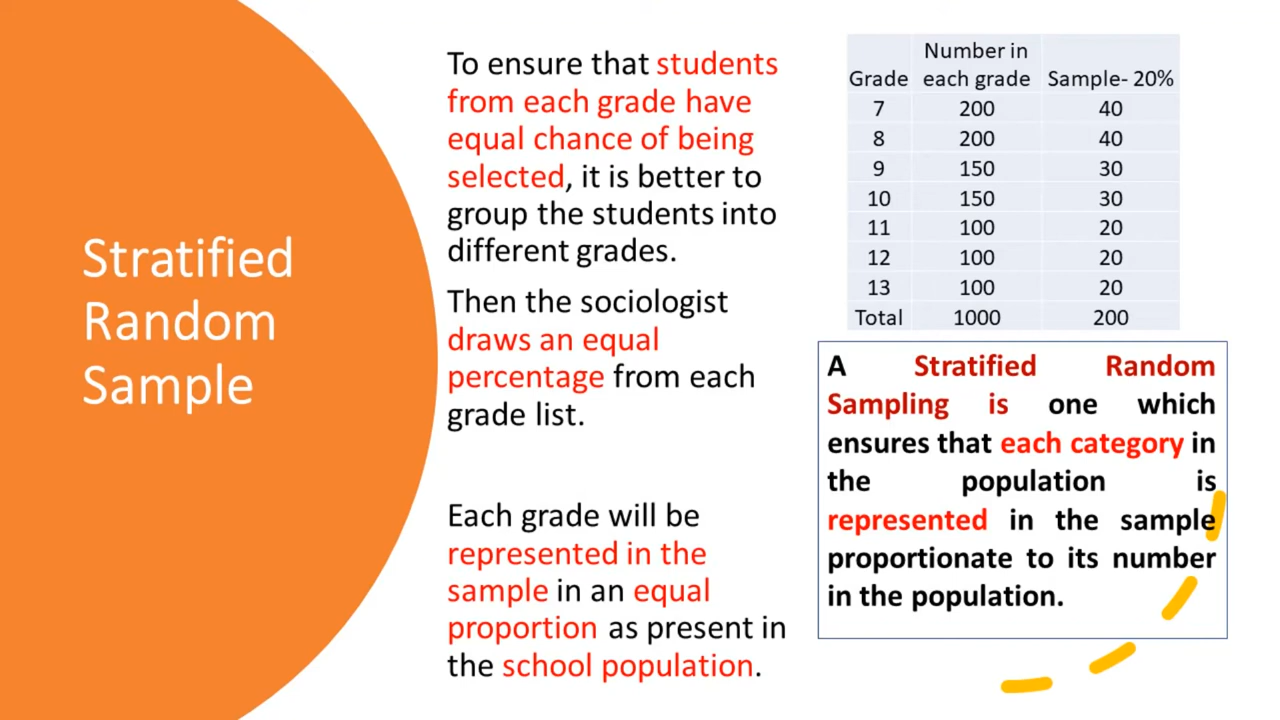 Stratified
Random
Sample
To ensure that students
from each grade have
equal chance of being
selected, it is better to
group the students into
different grades.
Then the sociologist
draws an equal
percentage from each
grade list.
Each grade will be
represented in the
sample in an equal
proportion as present in
the school population.
Number in
Grade each grade Sample- 20%
7 200 40
8 200 40
9 150 30
10 150 30
11 100 20
12 100 20
13 100 20
Total 1000 200
A Stratified Random
Sampling is one which
ensures that each category in
the population is
represented in the sample
proportionate to its number
in the population.